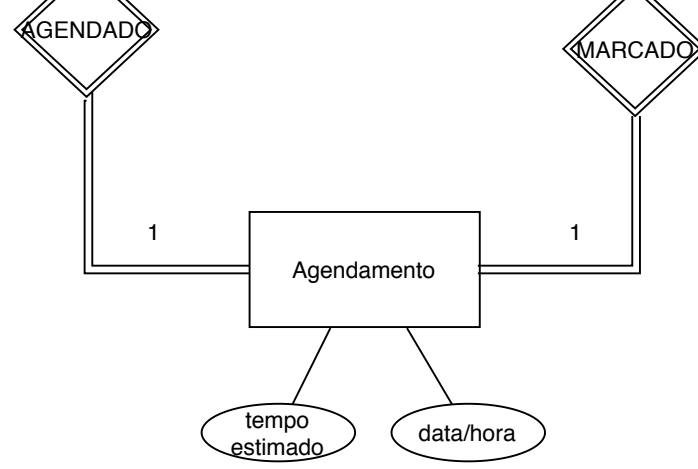 AGENDADO
MARCADO
1
1
Agendamento
tempo
estimado
data/hora